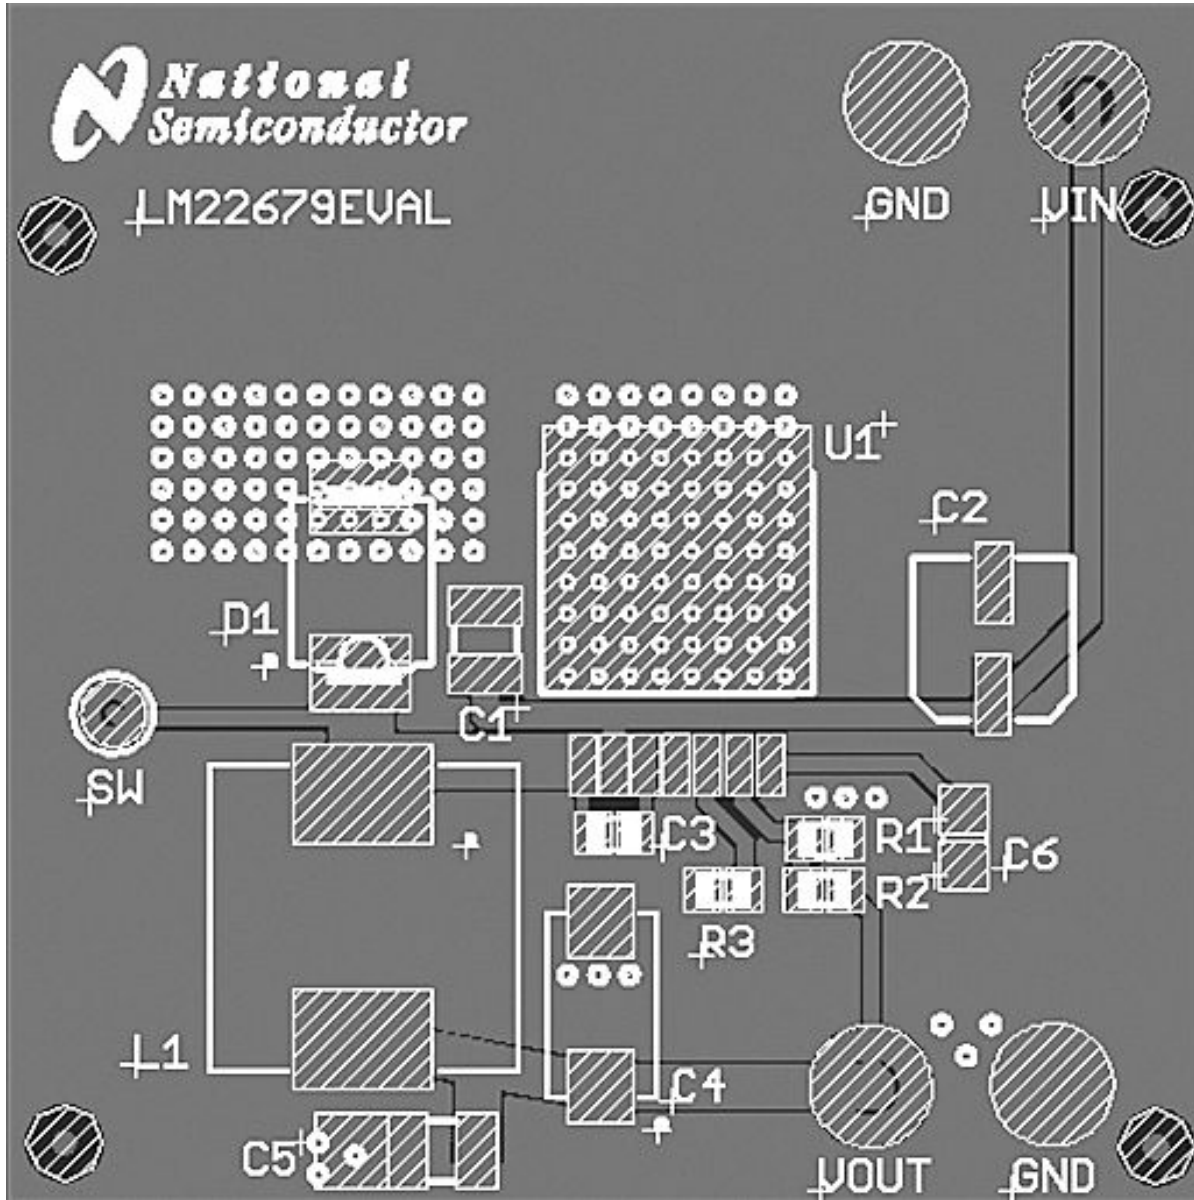 National
Semiconductor
LM22679EVAL
GND
VIN
U1
C2
D1
C1
SW
C3
R1
C6
R2
R3
L1
C4
C5
VOUT
GND